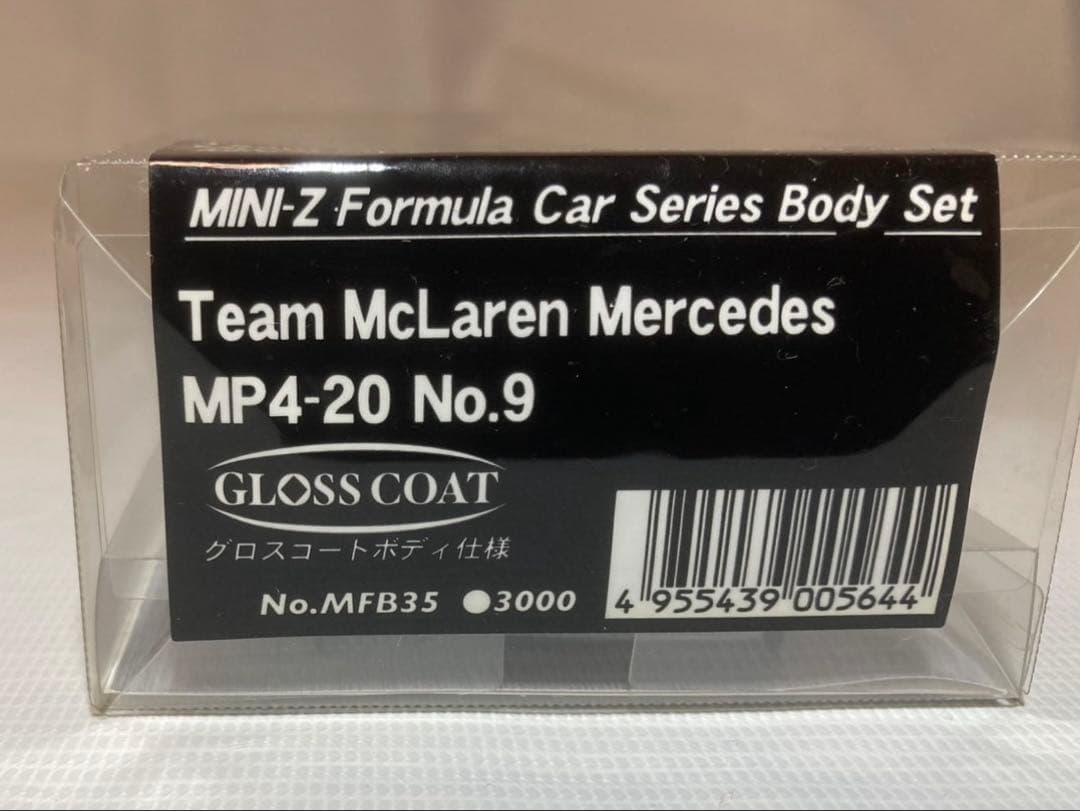 MINI-Z Formula Car Series Body Set
Team McLaren Mercedes
MP4-20 No.9
GLOSS COAT
グロスコートボディ仕様
No.MFB35 ●3000
4 955439 005644